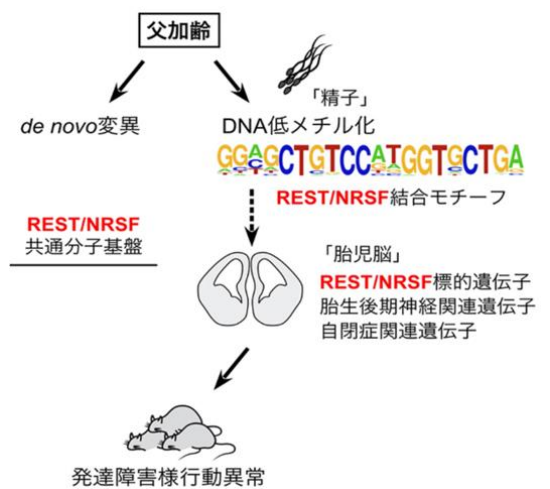 父加齢
「精子」
de novo変異
DNA低メチル化
GGAGCTGTCCATGGTGCTGA
REST/NRSF結合モチーフ
REST/NRSF
共通分子基盤
「胎児脳」
REST/NRSF標的遺伝子
胎生後期神経関連遺伝子
自閉症関連遺伝子
発達障害様行動異常